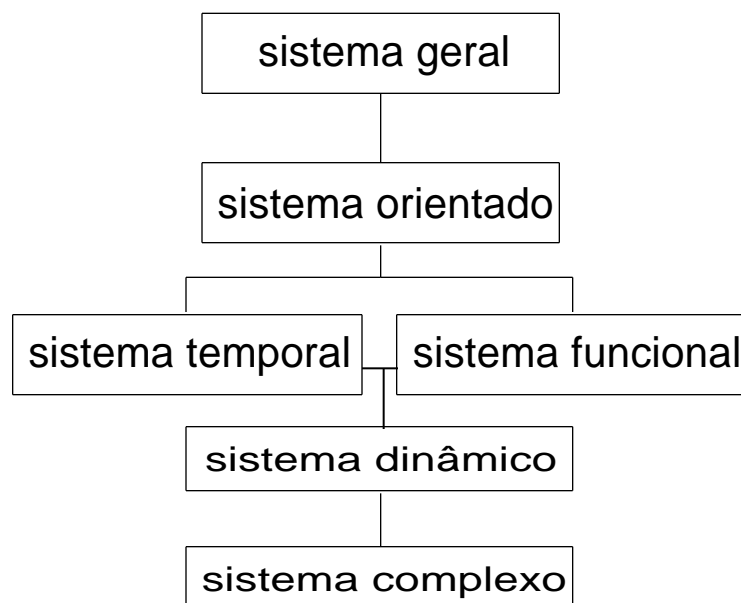 sistema geral
sistema orientado
sistema temporal
sistema funcional
sistema dinâmico
sistema complexo